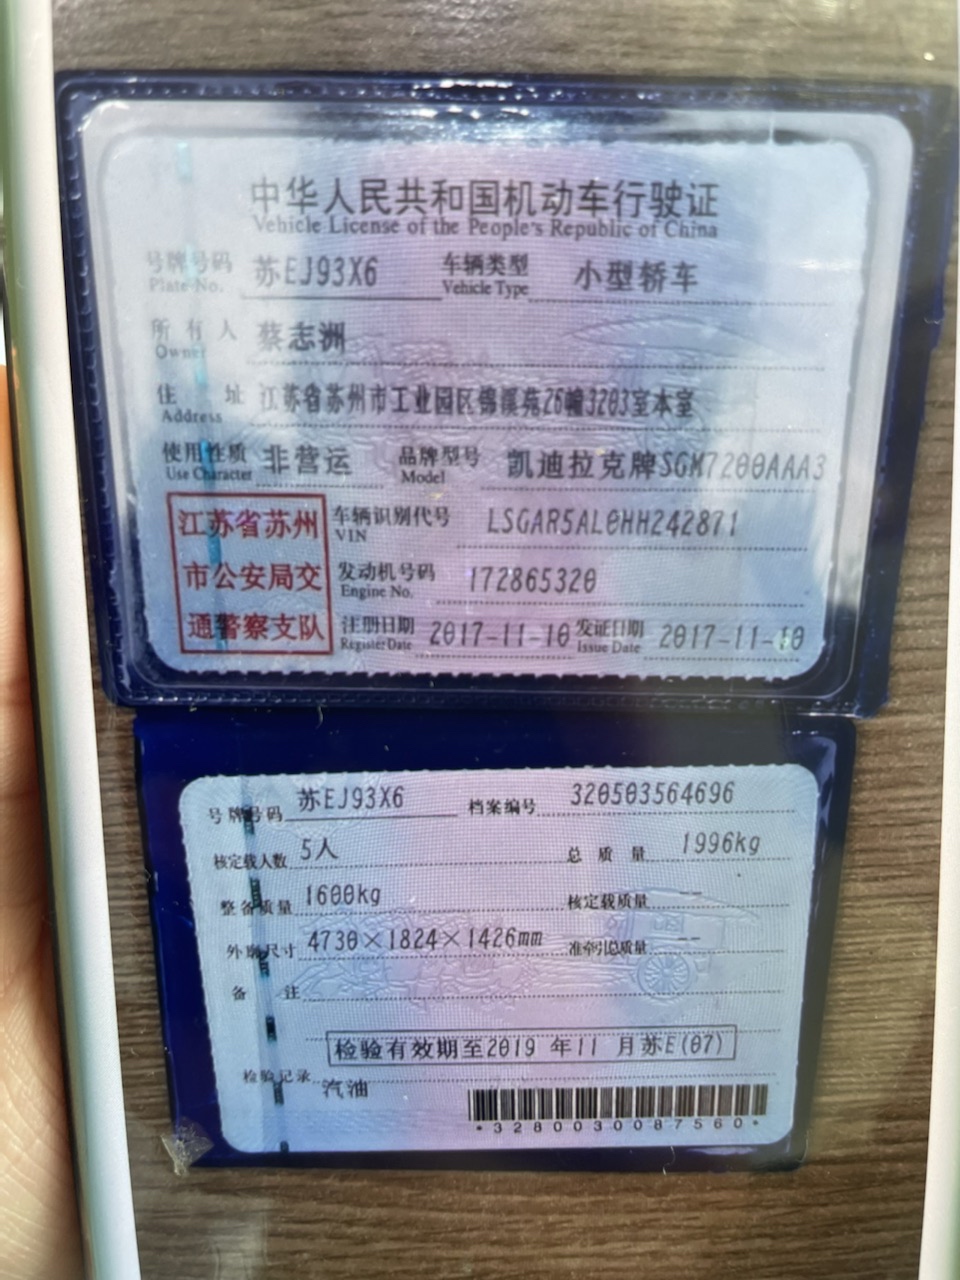 中华人民共和国机动车行驶证
Vehicle License of the People's Republic of China
号牌号码 苏EJ93X6 车辆类型 小型轿车
Plate No. Vehicle Type
所有人 蔡志洲
Owner
住址 江苏省苏州市工业园区锦溪苑26幢3203室本室
Address
使用性质 非营运 品牌型号 凯迪拉克牌SGM7200AAA3
Use Character Model
江苏省苏州 车辆识别代号 LSGAR5AL0HH242871
VIN
市公安局交 发动机号码 172865320
Engine No.
通警察支队 注册日期 2017-11-10 发证日期 2017-11-10
Register Date Issue Date
号牌号码 苏EJ93X6 档案编号 320503564696
核定载人数 5人 总质量 1996kg
整备质量 1600kg 核定载质量 --
外廓尺寸 4730×1824×1426mm 准牵引总质量 --
备注
检验有效期至2019 年11 月苏E(07)
检验记录
汽油
*3280030087560*